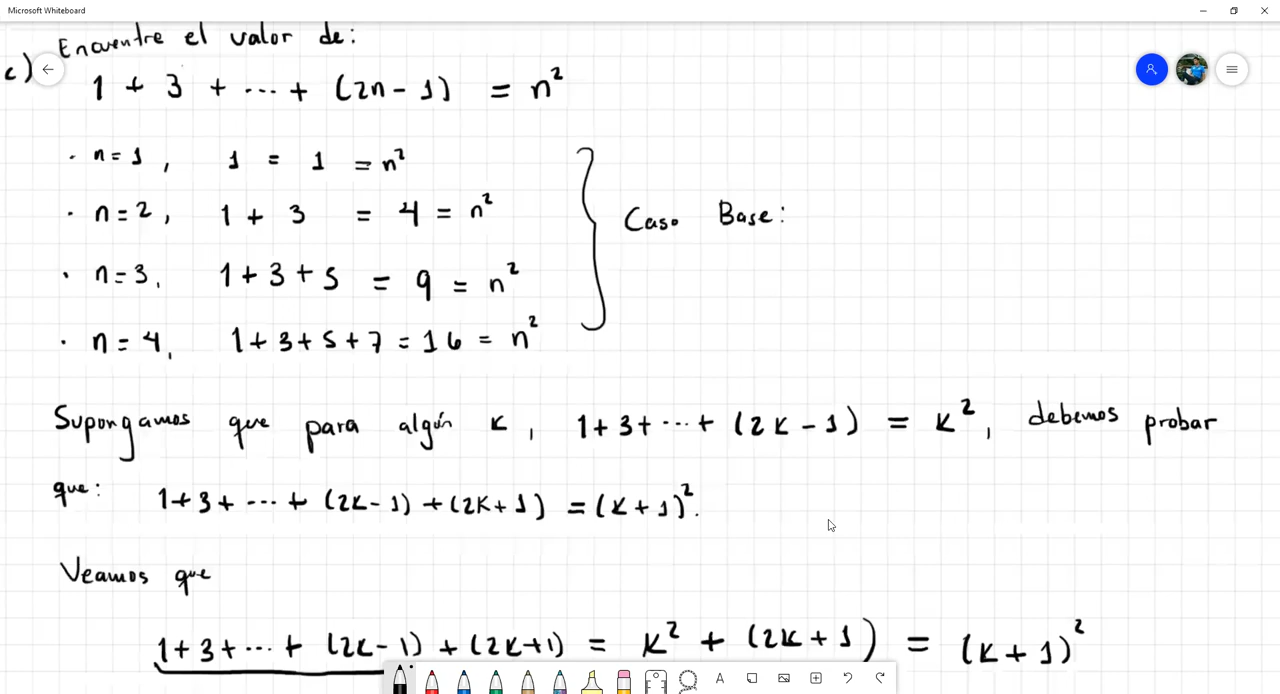 Microsoft Whiteboard
c) Encuentre el valor de:
1 + 3 + ... + (2n - 1) = n²
· n=1, 1 = 1 = n²
· n=2, 1 + 3 = 4 = n²
· n=3, 1+3+5 = 9 = n²
· n=4, 1+3+5+7=16 = n²
Caso Base:
Supongamos que para algún k, 1+3+...+ (2k-1) = k², debemos probar
que: 1+3+...+ (2k-1)+(2k+1) =(k+1)².
Veamos que
1+3+...+ (2k-1)+(2k+1) = k² + (2k+1) = (k+1)²
A